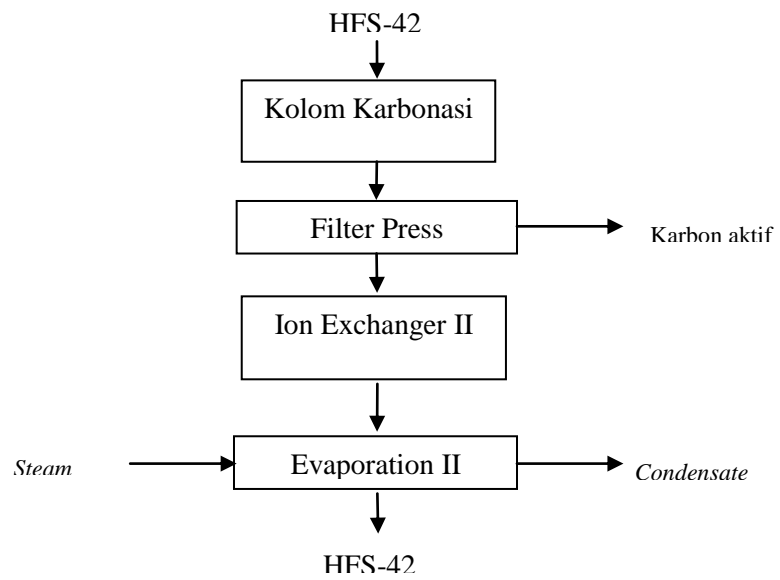 HFS-42
Kolom Karbonasi
Filter Press
Karbon aktif
Ion Exchanger II
Steam
Evaporation II
Condensate
HFS-42